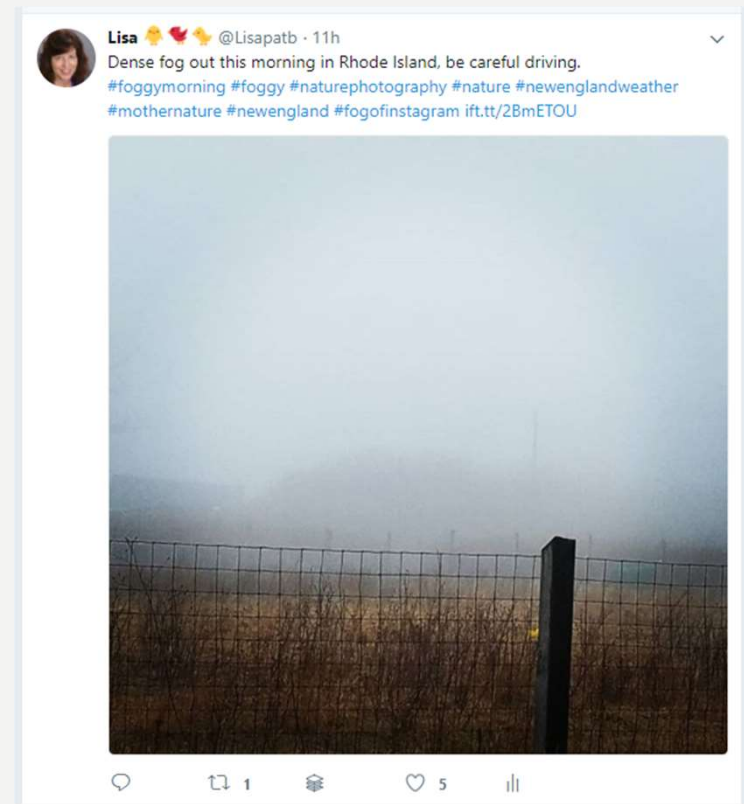 Lisa 🐥 🐦 🐤 @Lisapatb · 11h
Dense fog out this morning in Rhode Island, be careful driving.
#foggymorning #foggy #naturephotography #nature #newenglandweather
#mothernature #newengland #fogofinstagram ift.tt/2BmETOU
1 5